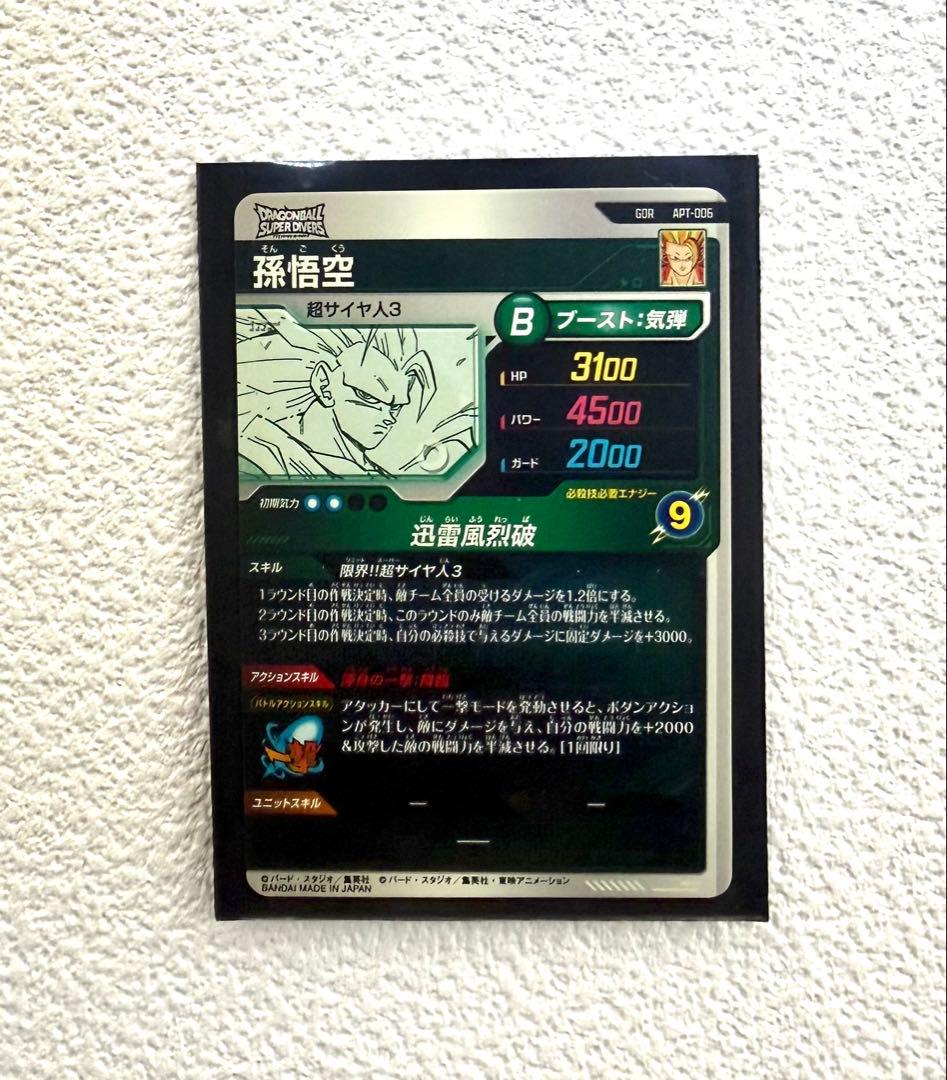 DRAGONBALL
SUPER DIVERS
GDR APT-006
そん ご くう
孫悟空
超サイヤ人3
B ブースト:気弾
HP 3100
パワー 4500
ガード 2000
初期気力
必殺技必要エナジー
9
じん らい ふう れっ ぱ
迅雷風烈破
スキル
限界!!超サイヤ人3
1ラウンド目の作戦決定時、敵チーム全員の受けるダメージを1.2倍にする。
2ラウンド目の作戦決定時、このラウンドのみ敵チーム全員の戦闘力を半減させる。
3ラウンド目の作戦決定時、自分の必殺技で与えるダメージに固定ダメージを+3000。
アクションスキル
渾身の一撃:降臨
バトルアクションスキル
アタッカーにして一撃モードを発動させると、ボタンアクショ
ンが発生し、敵にダメージを与え、自分の戦闘力を+2000
&攻撃した敵の戦闘力を半減させる。[1回限り]
ユニットスキル
— —
—
©バード・スタジオ/集英社 ©バード・スタジオ/集英社・東映アニメーション
BANDAI MADE IN JAPAN